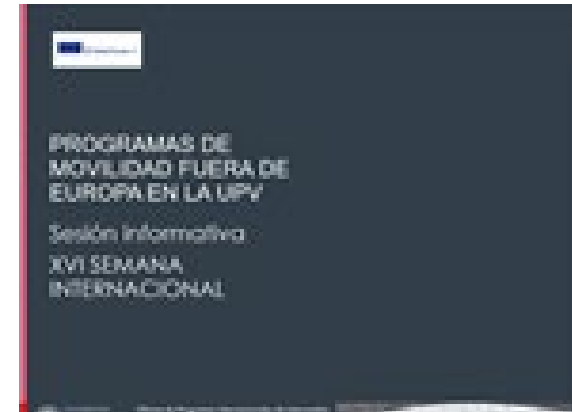 PROGRAMAS DE
MOVILIDAD FUERA DE
EUROPA EN LA UPV
Sesión informativa
XVI SEMANA
INTERNACIONAL